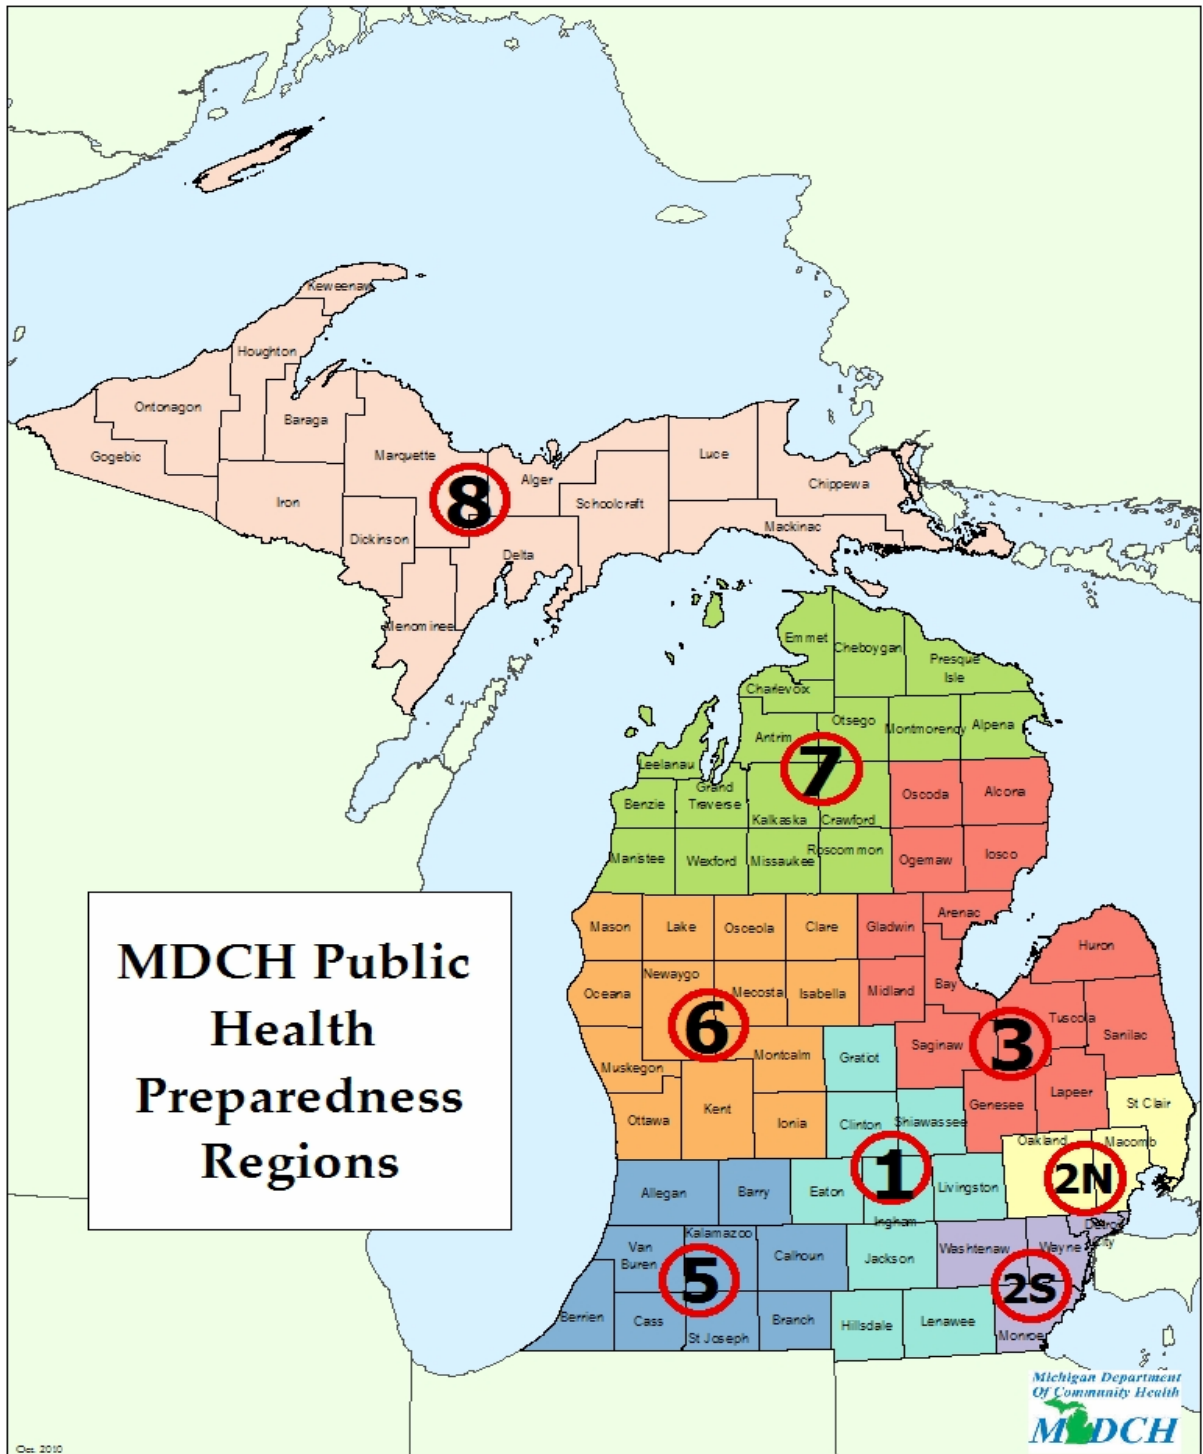 Keweenaw
Houghton
Ontonagon
Baraga
Gogebic
Marquette
Luce
Alger
Chippewa
Iron
8
Schoolcraft
Mackinac
Dickinson
Delta
Menominee
Emmet
Cheboygan
Presque
Isle
Charlevoix
Otsego
Montmorency
Alpena
Antrim
Leelanau
7
Grand
Traverse
Benzie
Oscoda
Alcona
Kalkaska
Crawford
Manistee
Wexford
Missaukee
Roscommon
Ogemaw
Iosco
Arenac
Mason
Lake
Osceola
Clare
Gladwin
Huron
MDCH Public
Health
Preparedness
Regions
Newaygo
Oceana
Mecosta
Isabella
Midland
Bay
6
Tuscola
Sanilac
3
Saginaw
Montcalm
Gratiot
Muskegon
Lapeer
Genesee
St Clair
Ottawa
Kent
Ionia
Clinton
Shiawassee
Oakland
Macomb
1
2N
Allegan
Barry
Eaton
Livingston
Ingham
Detroit
City
Kalamazoo
Van
Buren
Calhoun
Jackson
Washtenaw
Wayne
5
2S
Berrien
Cass
St Joseph
Branch
Hillsdale
Lenawee
Monroe
Michigan Department
Of Community Health
MDCH
Oct. 2010